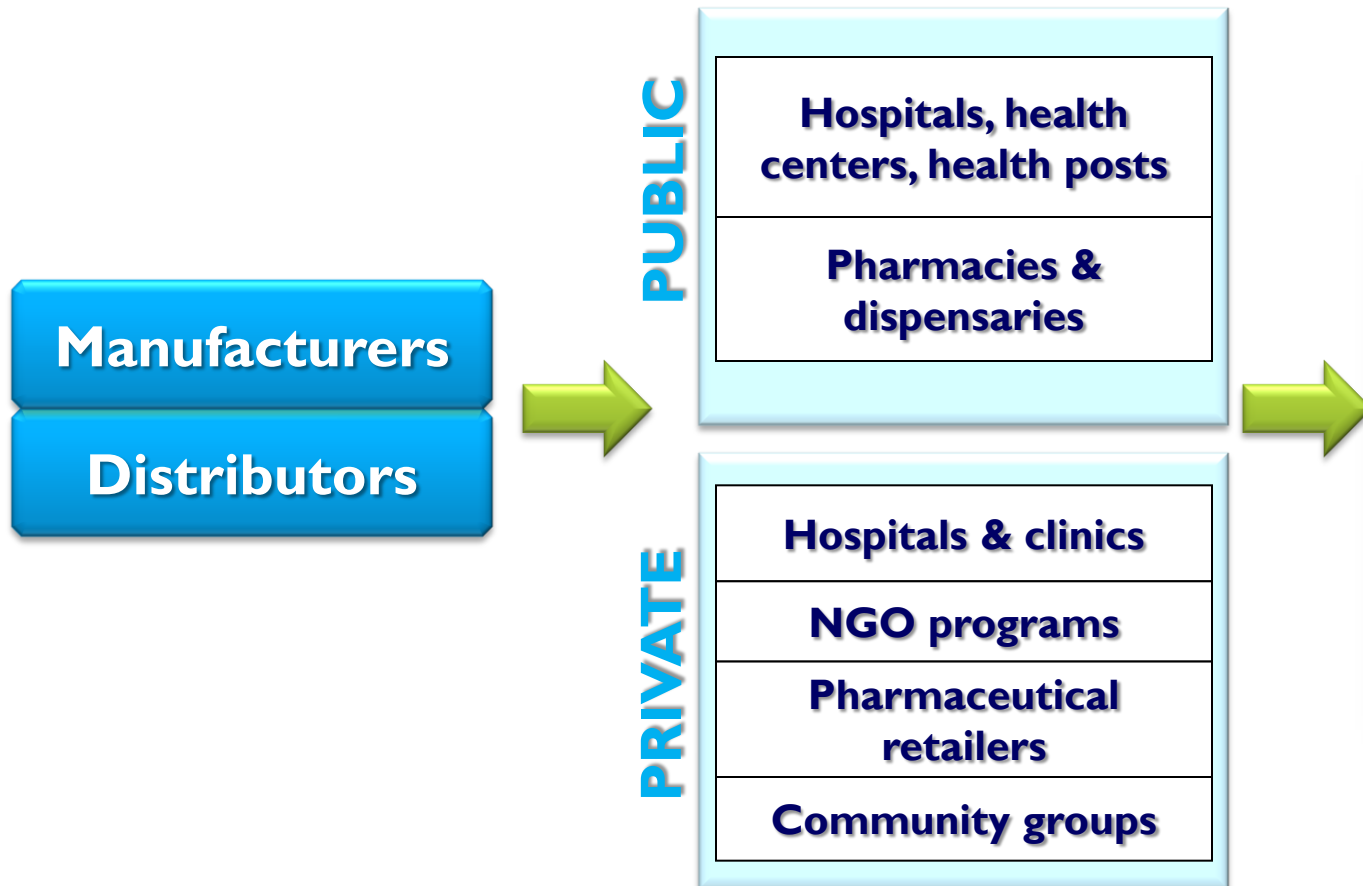 Manufacturers
Distributors
PUBLIC
Hospitals, health
centers, health posts
Pharmacies &
dispensaries
PRIVATE
Hospitals & clinics
NGO programs
Pharmaceutical
retailers
Community groups